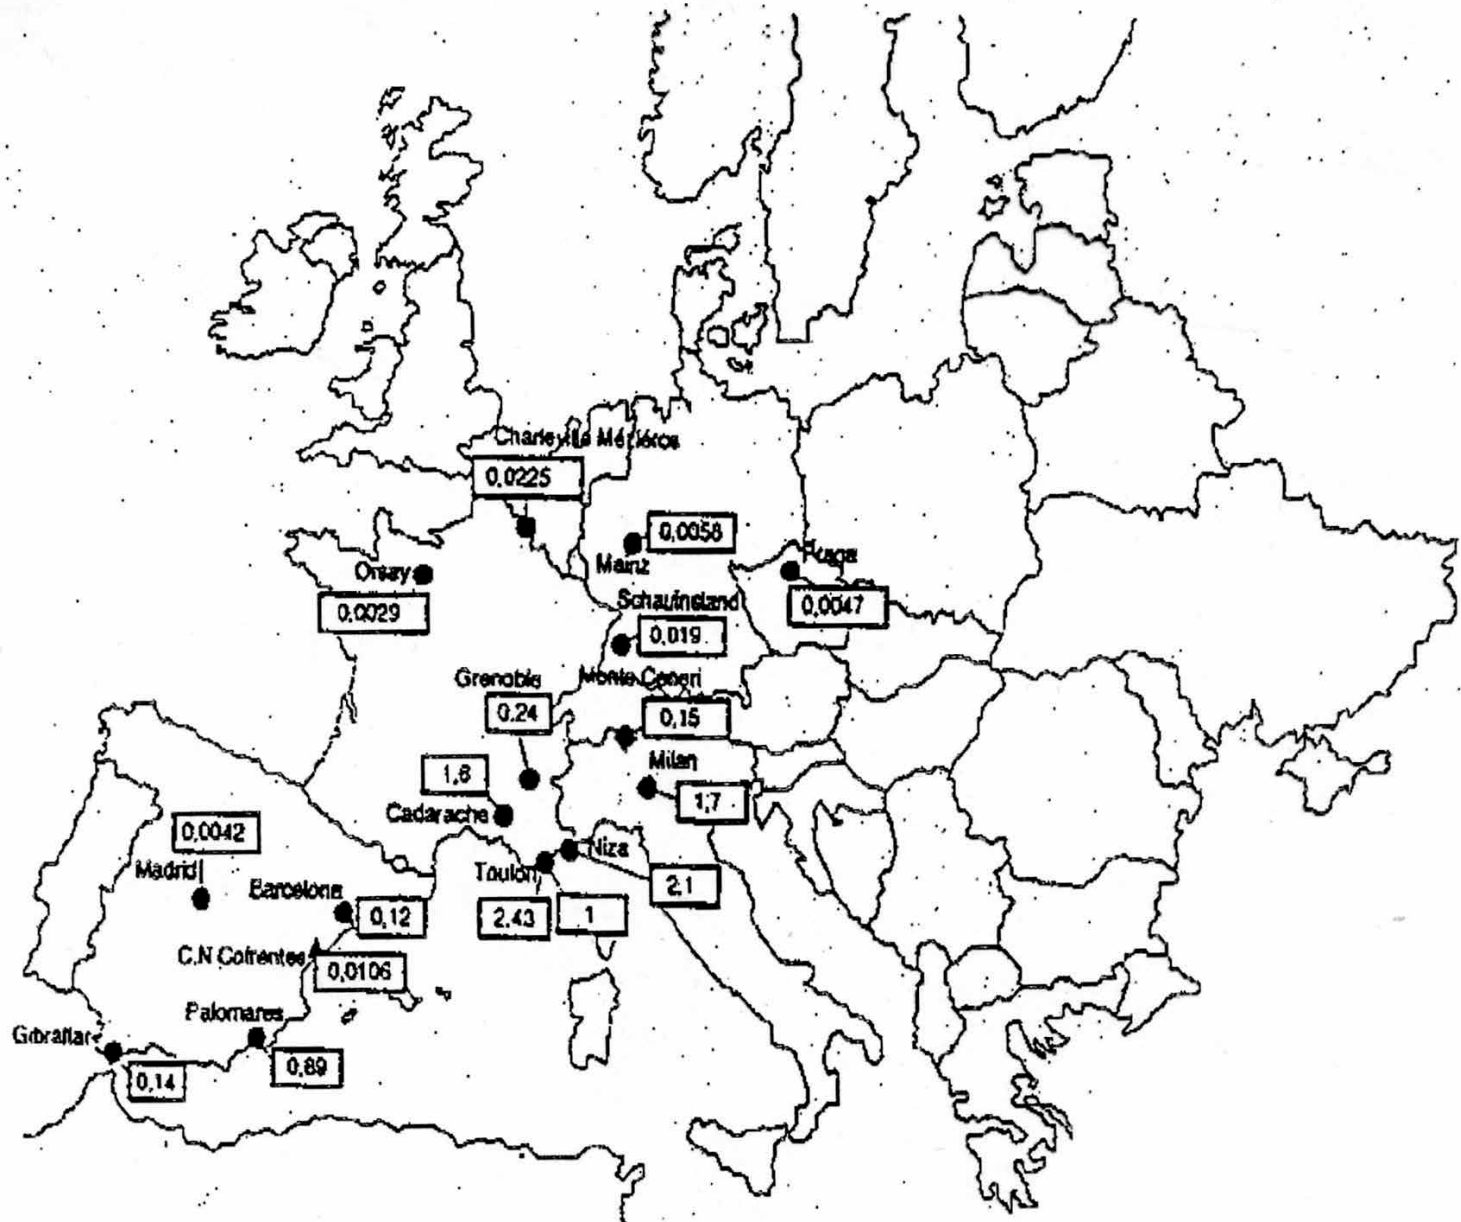 Charleville Mézières
0,0225
0,0058
Mainz
Praga
0,0047
Orsay
0,0029
Schauinsland
0,019
Grenoble
0.24
Monte Ceneri
0,15
Milan
1,7
1,8
Cadarache
0,0042
Madrid
Niza
2,1
Toulon
2,43
1
Barcelona
0,12
C.N Cofrentes
0,0106
Palomares
0,89
Gibraltar
0,14